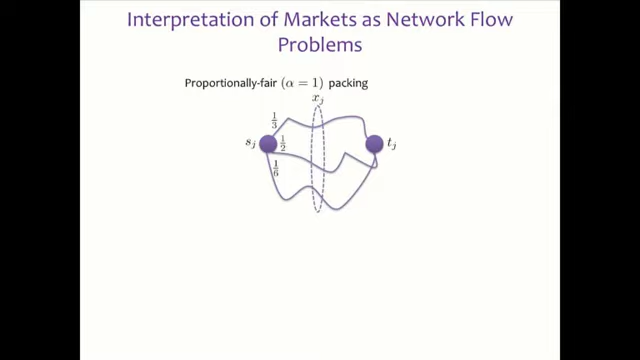 Interpretation of Markets as Network Flow
Problems
Proportionally-fair (α = 1) packing
x_j
1/3
s_j
1/2
t_j
1/6